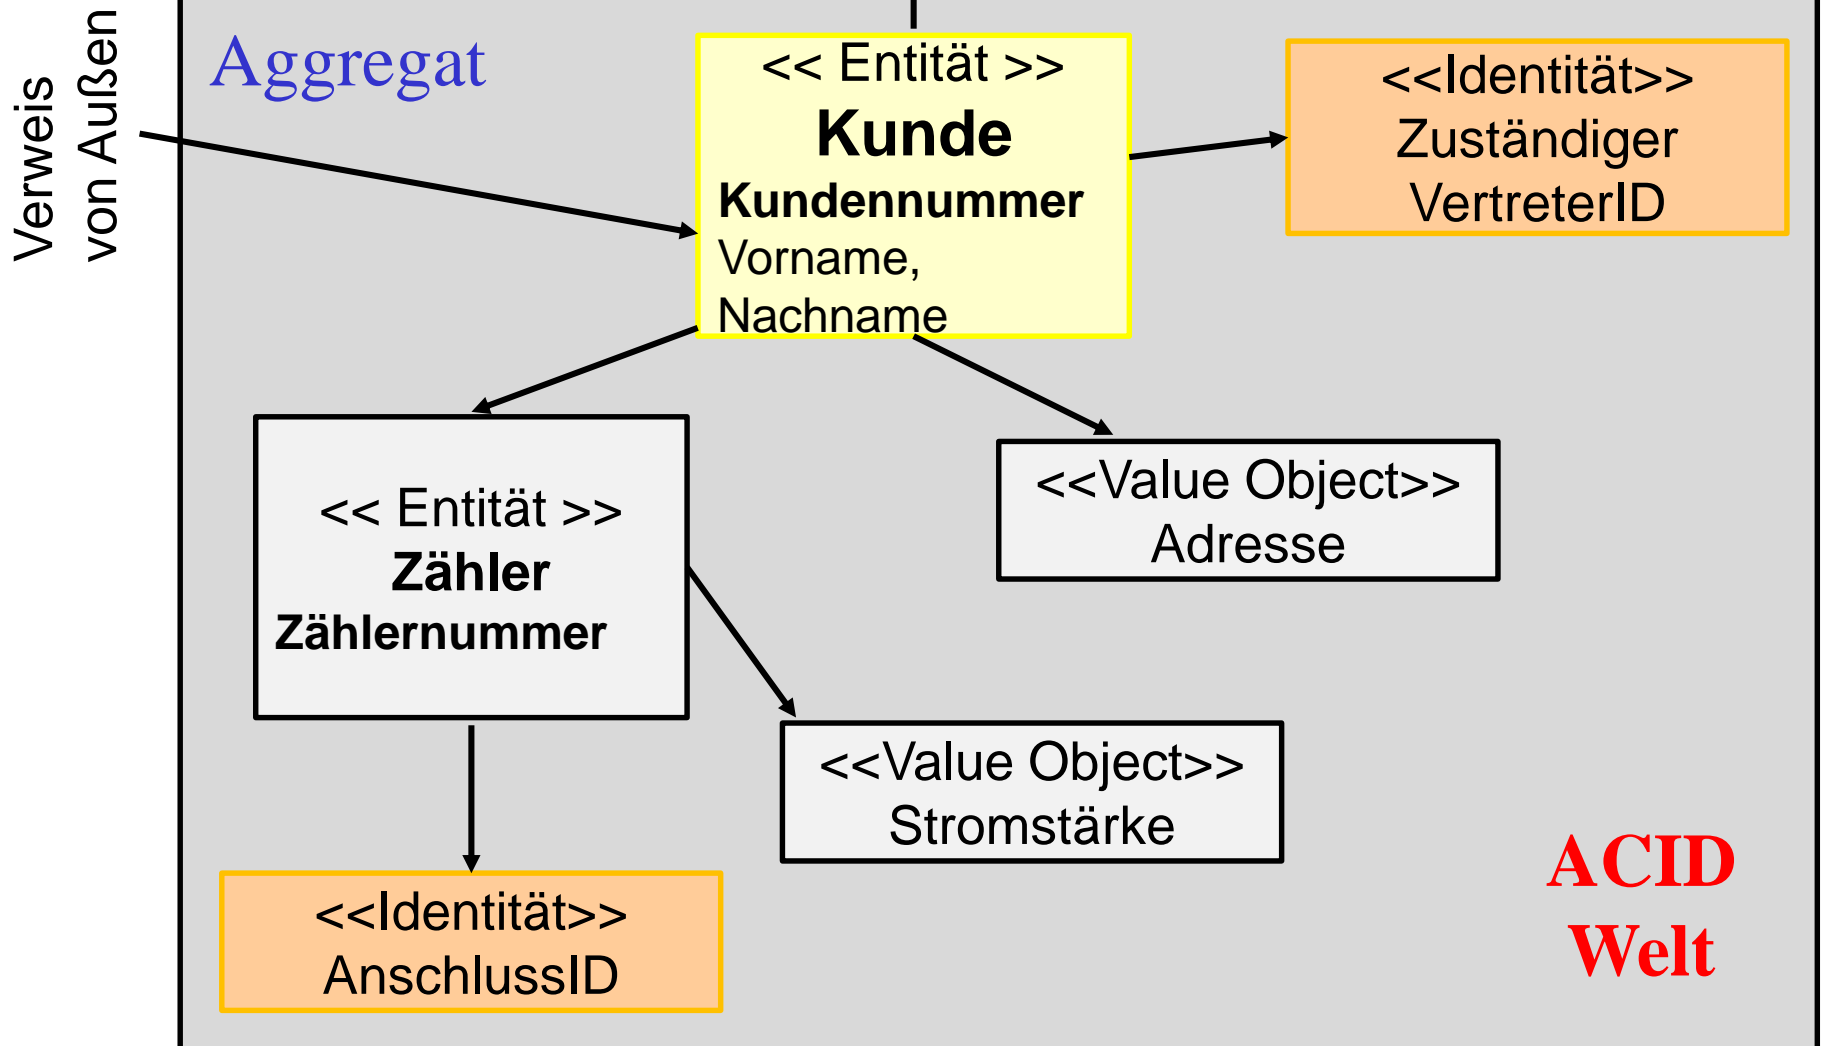 Verweis
von Außen
Aggregat
<< Entität >>
Kunde
Kundennummer
Vorname,
Nachname
<<Identität>>
Zuständiger
VertreterID
<< Entität >>
Zähler
Zählernummer
<<Value Object>>
Adresse
<<Value Object>>
Stromstärke
<<Identität>>
AnschlussID
ACID
Welt